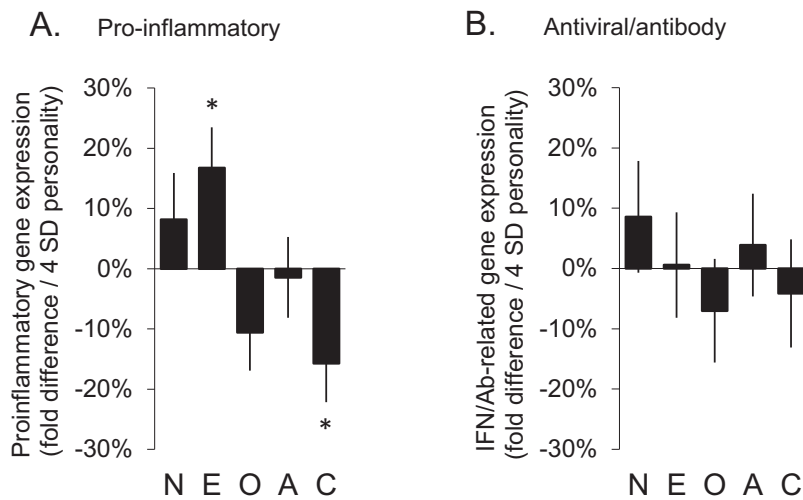 A. Pro-inflammatory
Proinflammatory gene expression
(fold difference / 4 SD personality)
30%
20%
10%
0%
-10%
-20%
-30%
*
*
N E O A C
B. Antiviral/antibody
IFN/Ab-related gene expression
(fold difference / 4 SD personality)
30%
20%
10%
0%
-10%
-20%
-30%
N E O A C